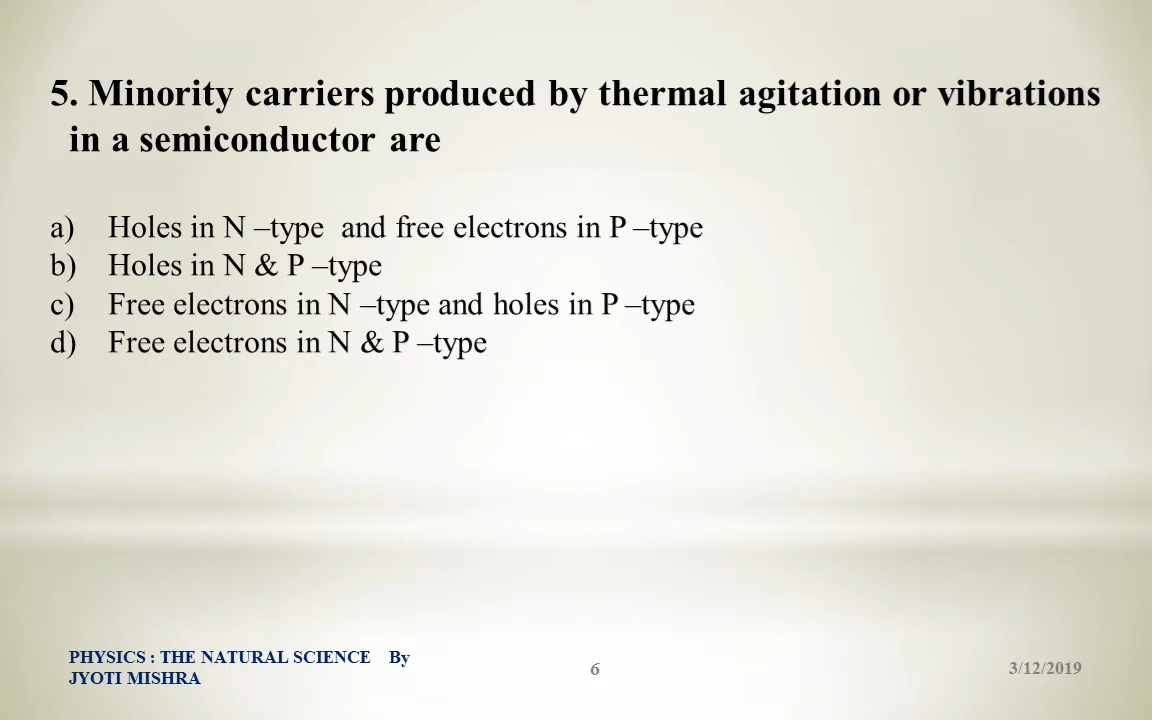 5. Minority carriers produced by thermal agitation or vibrations
in a semiconductor are
a) Holes in N –type and free electrons in P –type
b) Holes in N & P –type
c) Free electrons in N –type and holes in P –type
d) Free electrons in N & P –type
PHYSICS : THE NATURAL SCIENCE By
JYOTI MISHRA
6
3/12/2019